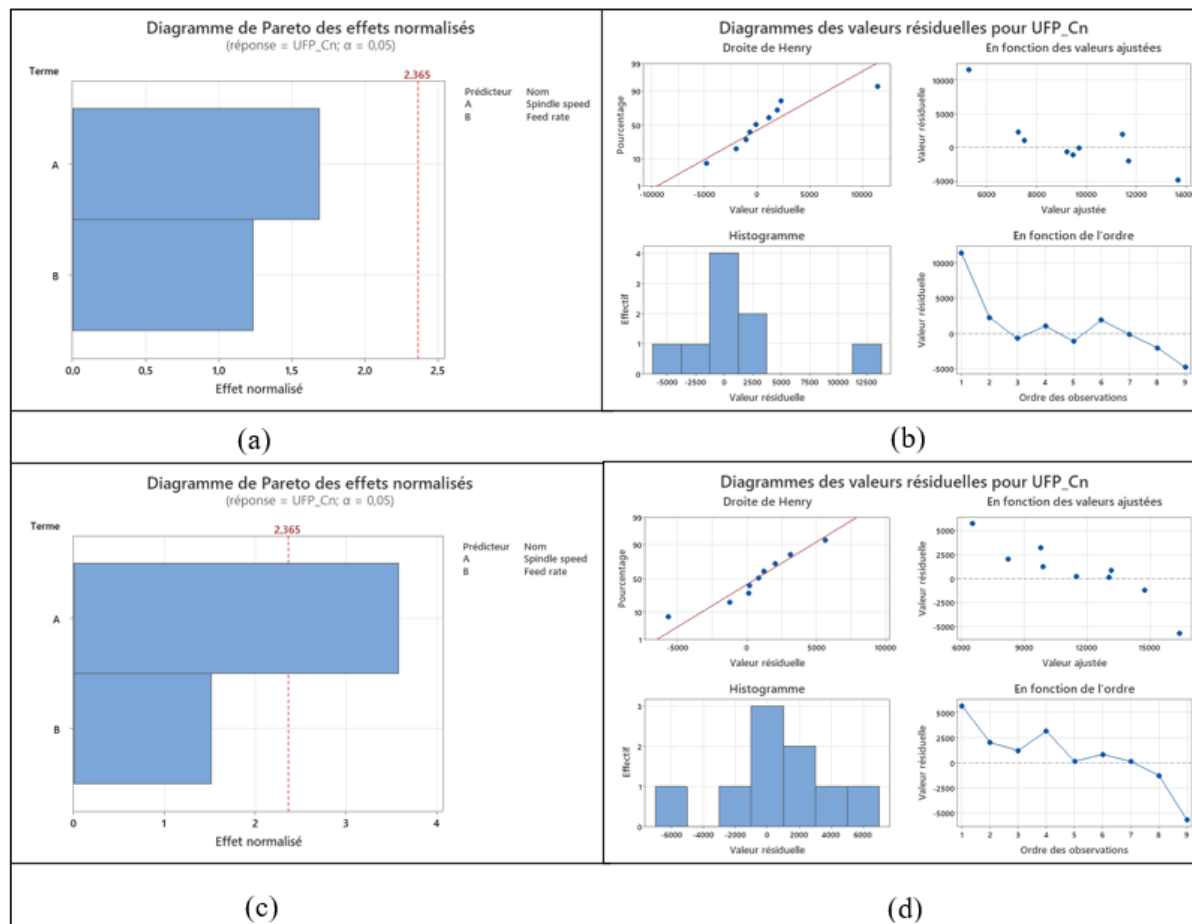 Diagramme de Pareto des effets normalisés
(réponse = UFP_Cn; α = 0,05)
Terme
2,365
Prédicteur Nom
A Spindle speed
B Feed rate
A
B
0,0 0,5 1,0 1,5 2,0 2,5
Effet normalisé
(a)
Diagrammes des valeurs résiduelles pour UFP_Cn
Droite de Henry
99
90
50
10
1
Pourcentage
-10000 -5000 0 5000 10000
Valeur résiduelle
En fonction des valeurs ajustées
10000
5000
0
-5000
Valeur résiduelle
6000 8000 10000 12000 14000
Valeur ajustée
Histogramme
4
3
2
1
0
Effectif
-5000 -2500 0 2500 5000 7500 10000 12500
Valeur résiduelle
En fonction de l'ordre
10000
5000
0
-5000
Valeur résiduelle
1 2 3 4 5 6 7 8 9
Ordre des observations
(b)
Diagramme de Pareto des effets normalisés
(réponse = UFP_Cn; α = 0,05)
Terme
2,365
Prédicteur Nom
A Spindle speed
B Feed rate
A
B
0 1 2 3 4
Effet normalisé
(c)
Diagrammes des valeurs résiduelles pour UFP_Cn
Droite de Henry
99
90
50
10
1
Pourcentage
-5000 0 5000 10000
Valeur résiduelle
En fonction des valeurs ajustées
5000
2500
0
-2500
-5000
Valeur résiduelle
6000 9000 12000 15000
Valeur ajustée
Histogramme
3
2
1
0
Effectif
-6000 -4000 -2000 0 2000 4000 6000
Valeur résiduelle
En fonction de l'ordre
5000
2500
0
-2500
-5000
Valeur résiduelle
1 2 3 4 5 6 7 8 9
Ordre des observations
(d)